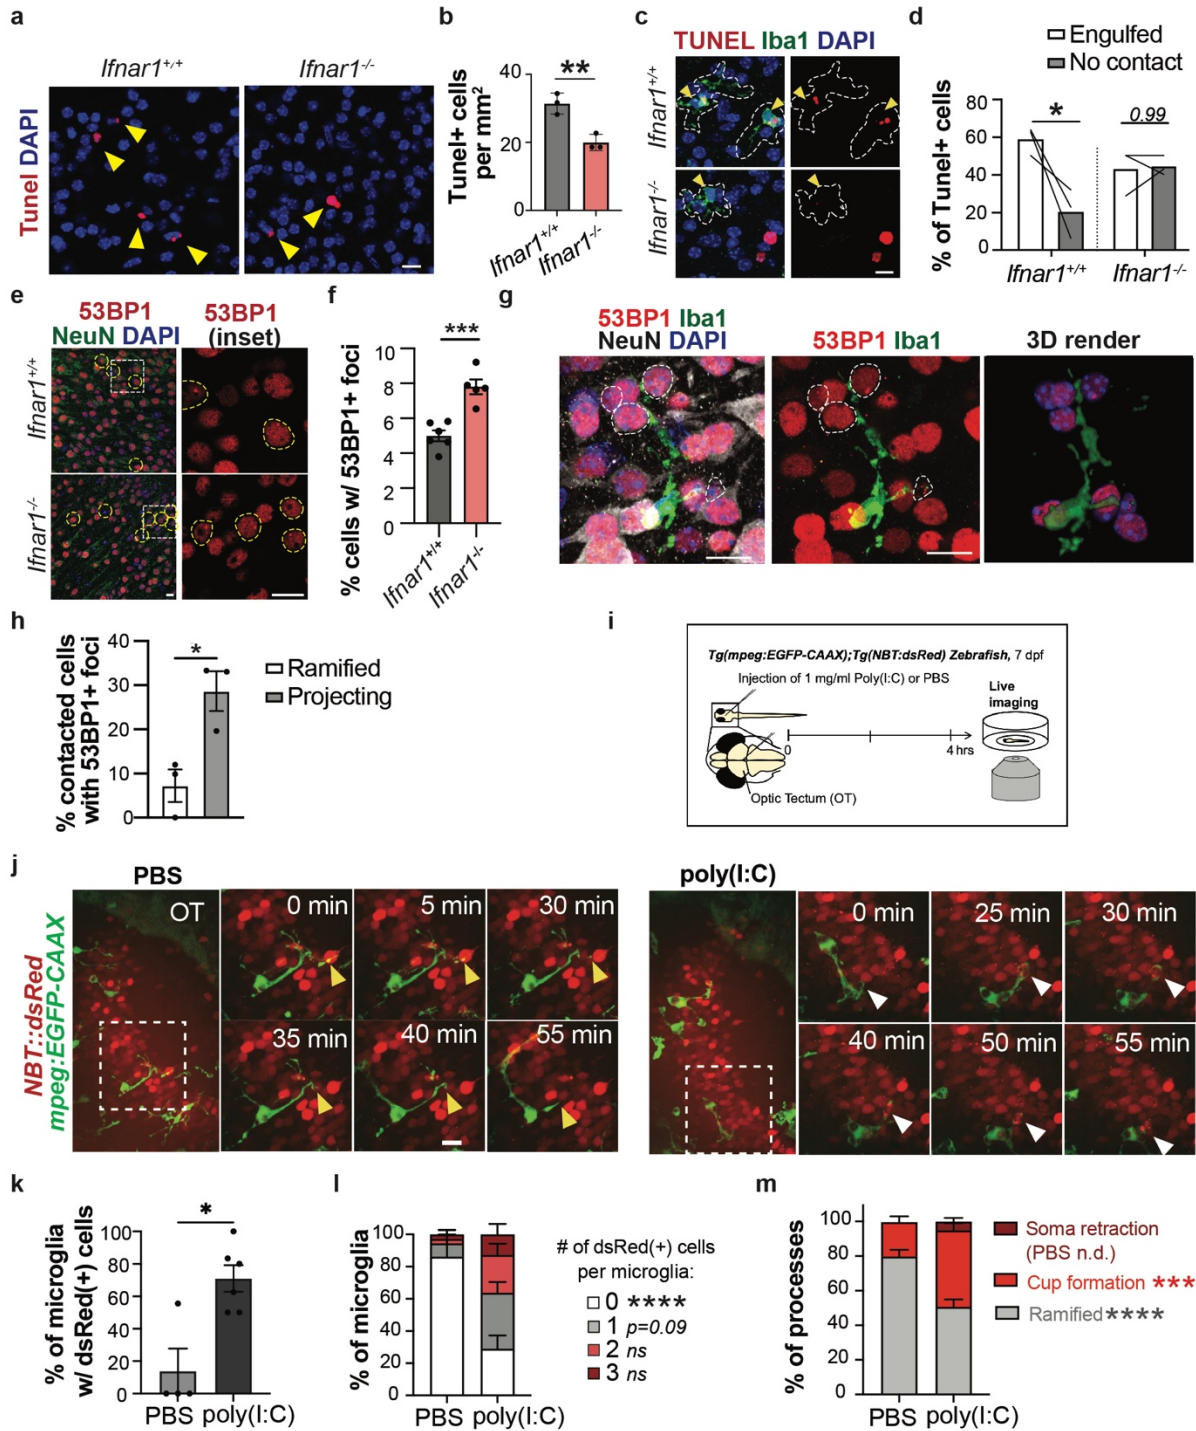 a
Ifnar1+/+
Ifnar1-/-
Tunel DAPI
b
Tunel+ cells
per mm²
40
20
0
**
Ifnar1+/+
Ifnar1-/-
c
TUNEL Iba1 DAPI
Ifnar1+/+
Ifnar1-/-
d
Engulfed
No contact
% of Tunel+ cells
80
60
40
20
0
*
0.99
Ifnar1+/+
Ifnar1-/-
e
53BP1
NeuN DAPI
53BP1
(inset)
Ifnar1+/+
Ifnar1-/-
f
% cells w/ 53BP1+ foci
10
8
6
4
2
0
***
Ifnar1+/+
Ifnar1-/-
g
53BP1 Iba1
NeuN DAPI
53BP1 Iba1
3D render
h
% contacted cells
with 53BP1+ foci
40
30
20
10
0
*
Ramified
Projecting
i
Tg(mpeg:EGFP-CAAX);Tg(NBT:dsRed) Zebrafish, 7 dpf
Injection of 1 mg/ml Poly(I:C) or PBS
Live
imaging
0
4 hrs
Optic Tectum (OT)
j
PBS
poly(I:C)
NBT::dsRed
mpeg:EGFP-CAAX
OT
0 min
5 min
30 min
35 min
40 min
55 min
0 min
25 min
30 min
40 min
50 min
55 min
k
% of microglia
w/ dsRed(+) cells
100
80
60
40
20
0
*
PBS
poly(I:C)
l
% of microglia
100
80
60
40
20
0
PBS
poly(I:C)
# of dsRed(+) cells
per microglia:
0 ****
1 p=0.09
2 ns
3 ns
m
% of processes
100
80
60
40
20
0
PBS
poly(I:C)
Soma retraction
(PBS n.d.)
Cup formation ***
Ramified ****